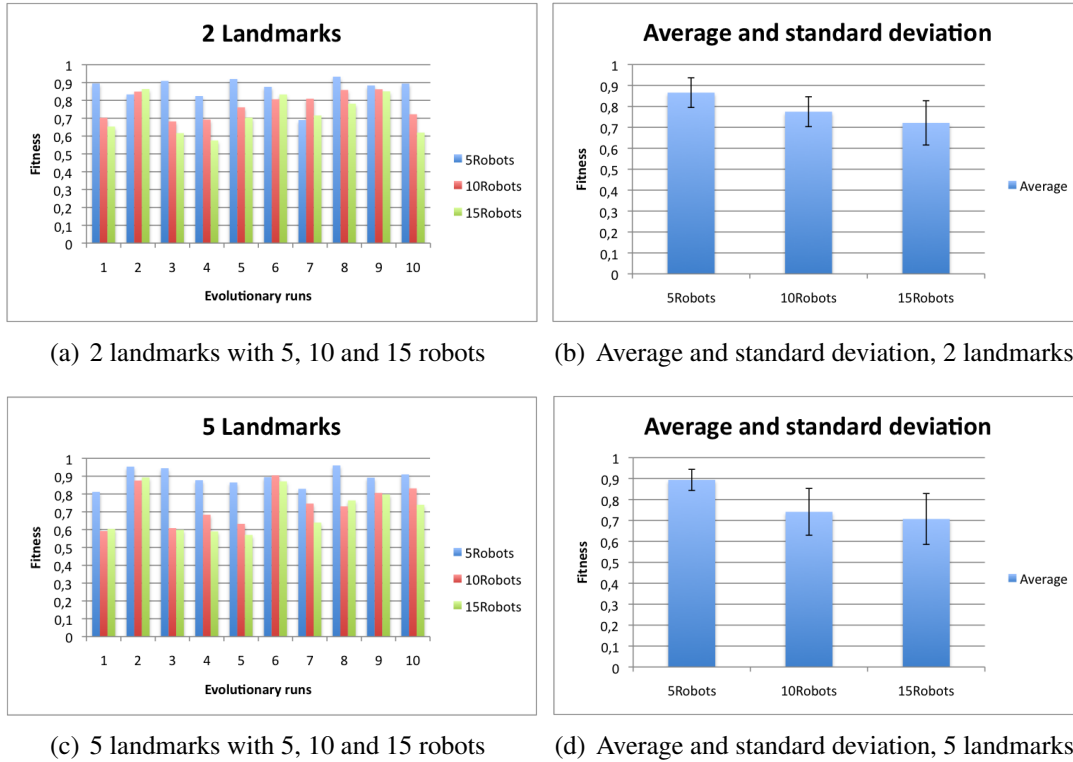 2 Landmarks
1
0,9
0,8
0,7
0,6
0,5
0,4
0,3
0,2
0,1
0
Fitness
1 2 3 4 5 6 7 8 9 10
Evolutionary runs
5Robots
10Robots
15Robots
(a) 2 landmarks with 5, 10 and 15 robots
Average and standard deviation
1
0,9
0,8
0,7
0,6
0,5
0,4
0,3
0,2
0,1
0
Fitness
5Robots 10Robots 15Robots
Average
(b) Average and standard deviation, 2 landmarks
5 Landmarks
1
0,9
0,8
0,7
0,6
0,5
0,4
0,3
0,2
0,1
0
Fitness
1 2 3 4 5 6 7 8 9 10
Evolutionary runs
5Robots
10Robots
15Robots
(c) 5 landmarks with 5, 10 and 15 robots
Average and standard deviation
1
0,9
0,8
0,7
0,6
0,5
0,4
0,3
0,2
0,1
0
Fitness
5Robots 10Robots 15Robots
Average
(d) Average and standard deviation, 5 landmarks